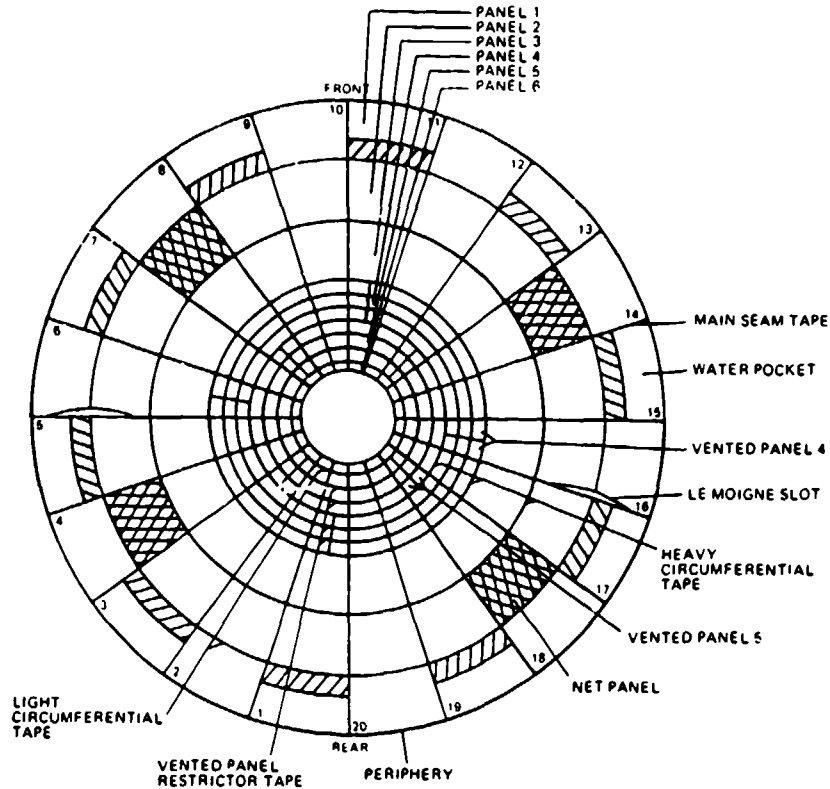 PANEL 1
PANEL 2
PANEL 3
PANEL 4
PANEL 5
PANEL 6
FRONT
10
11
9
12
8
13
7
14
MAIN SEAM TAPE
6
WATER POCKET
15
5
VENTED PANEL 4
LE MOIGNE SLOT
16
4
HEAVY
CIRCUMFERENTIAL
TAPE
17
3
VENTED PANEL 5
18
2
NET PANEL
19
1
20
LIGHT
CIRCUMFERENTIAL
TAPE
REAR
VENTED PANEL
RESTRICTOR TAPE
PERIPHERY